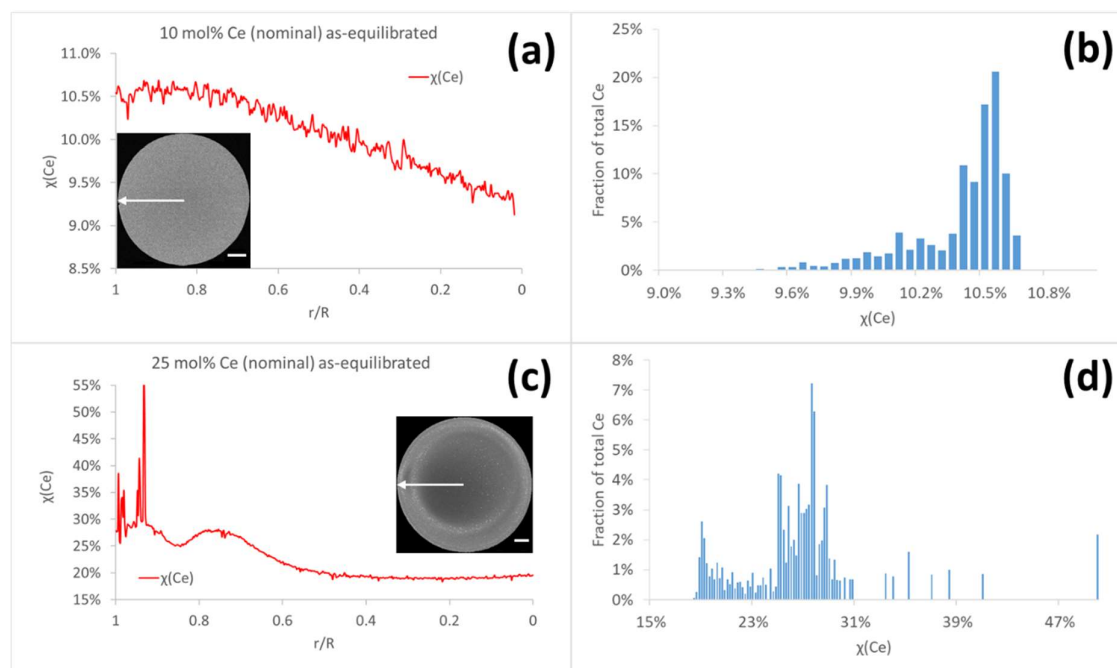 10 mol% Ce (nominal) as-equilibrated
(a)
11.0%
10.5%
10.0%
9.5%
9.0%
8.5%
χ(Ce)
χ(Ce)
1 0.8 0.6 0.4 0.2 0
r/R
(b)
25%
20%
15%
10%
5%
0%
Fraction of total Ce
9.0% 9.3% 9.6% 9.9% 10.2% 10.5% 10.8%
χ(Ce)
25 mol% Ce (nominal) as-equilibrated
(c)
55%
50%
45%
40%
35%
30%
25%
20%
15%
χ(Ce)
χ(Ce)
1 0.8 0.6 0.4 0.2 0
r/R
(d)
8%
7%
6%
5%
4%
3%
2%
1%
0%
Fraction of total Ce
15% 23% 31% 39% 47%
χ(Ce)